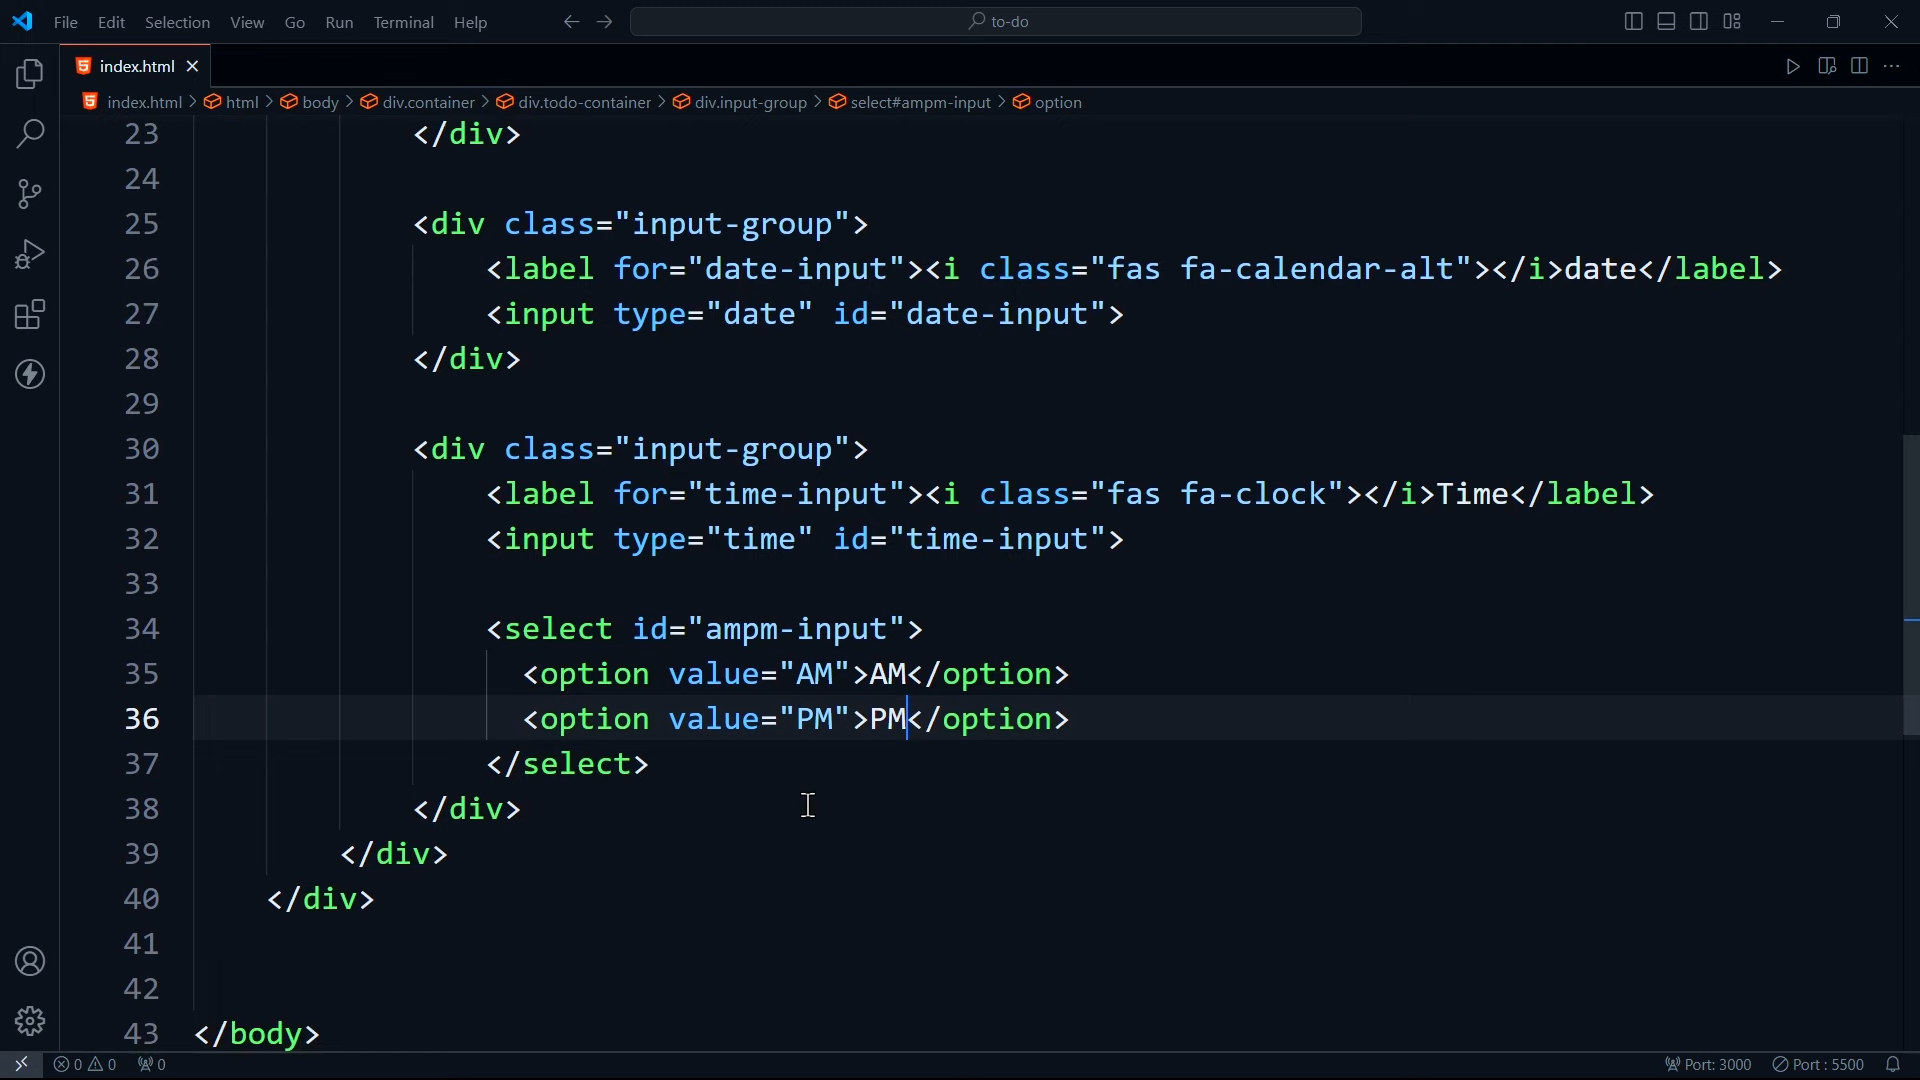 File Edit Selection View Go Run Terminal Help to-do
index.html
index.html > html > body > div.container > div.todo-container > div.input-group > select#ampm-input > option
23 </div>
24
25 <div class="input-group">
26 <label for="date-input"><i class="fas fa-calendar-alt"></i>date</label>
27 <input type="date" id="date-input">
28 </div>
29
30 <div class="input-group">
31 <label for="time-input"><i class="fas fa-clock"></i>Time</label>
32 <input type="time" id="time-input">
33
34 <select id="ampm-input">
35 <option value="AM">AM</option>
36 <option value="PM">PM</option>
37 </select>
38 </div>
39 </div>
40 </div>
41
42
43 </body>
0 0 0 Port: 3000 Port : 5500